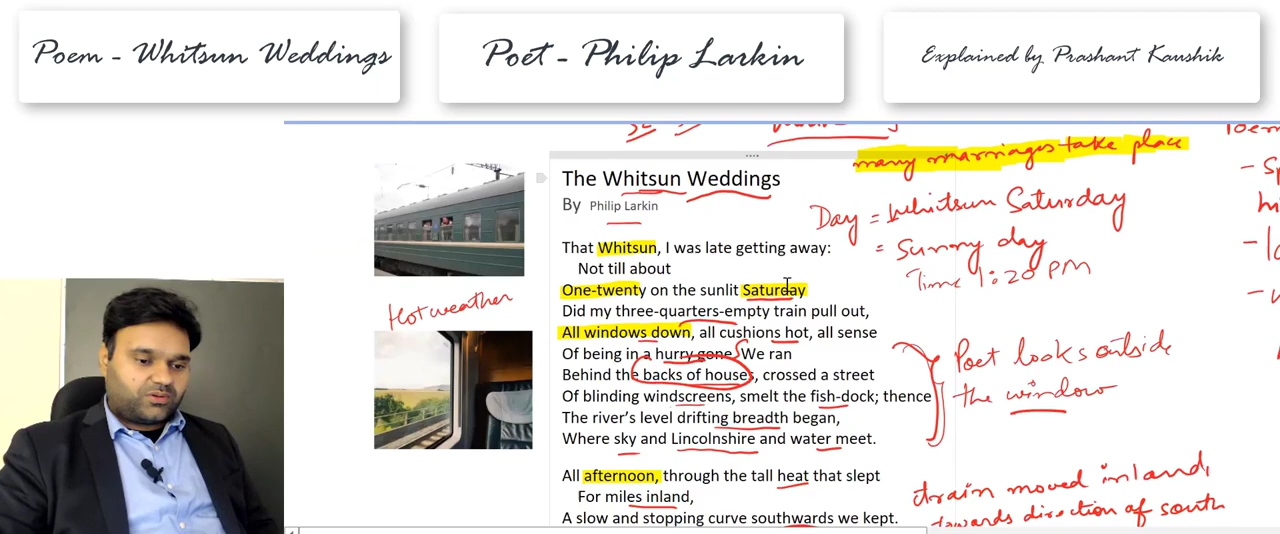 Poem - Whitsun Weddings
Poet - Philip Larkin
Explained by Prashant Kaushik
many marriages take place
The Whitsun Weddings
By Philip Larkin
Day = Whitsun Saturday
= Sunny day
Time 1:20 PM
That Whitsun, I was late getting away:
Not till about
One-twenty on the sunlit Saturday
Did my three-quarters-empty train pull out,
All windows down, all cushions hot, all sense
Of being in a hurry gone. We ran
Behind the backs of houses, crossed a street
Of blinding windscreens, smelt the fish-dock; thence
The river's level drifting breadth began,
Where sky and Lincolnshire and water meet.
Hot weather
Poet looks outside
the window
All afternoon, through the tall heat that slept
For miles inland,
A slow and stopping curve southwards we kept.
train moved inland,
towards direction of south